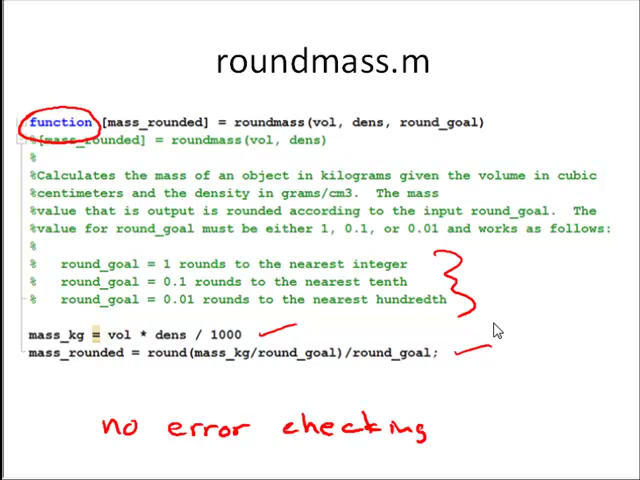 roundmass.m
function [mass_rounded] = roundmass(vol, dens, round_goal)
%[mass_rounded] = roundmass(vol, dens)
%
%Calculates the mass of an object in kilograms given the volume in cubic
%centimeters and the density in grams/cm3.  The mass
%value that is output is rounded according to the input round_goal.  The
%value for round_goal must be either 1, 0.1, or 0.01 and works as follows:
%
%   round_goal = 1 rounds to the nearest integer
%   round_goal = 0.1 rounds to the nearest tenth
%   round_goal = 0.01 rounds to the nearest hundredth
mass_kg = vol * dens / 1000
mass_rounded = round(mass_kg/round_goal)/round_goal;
no error checking